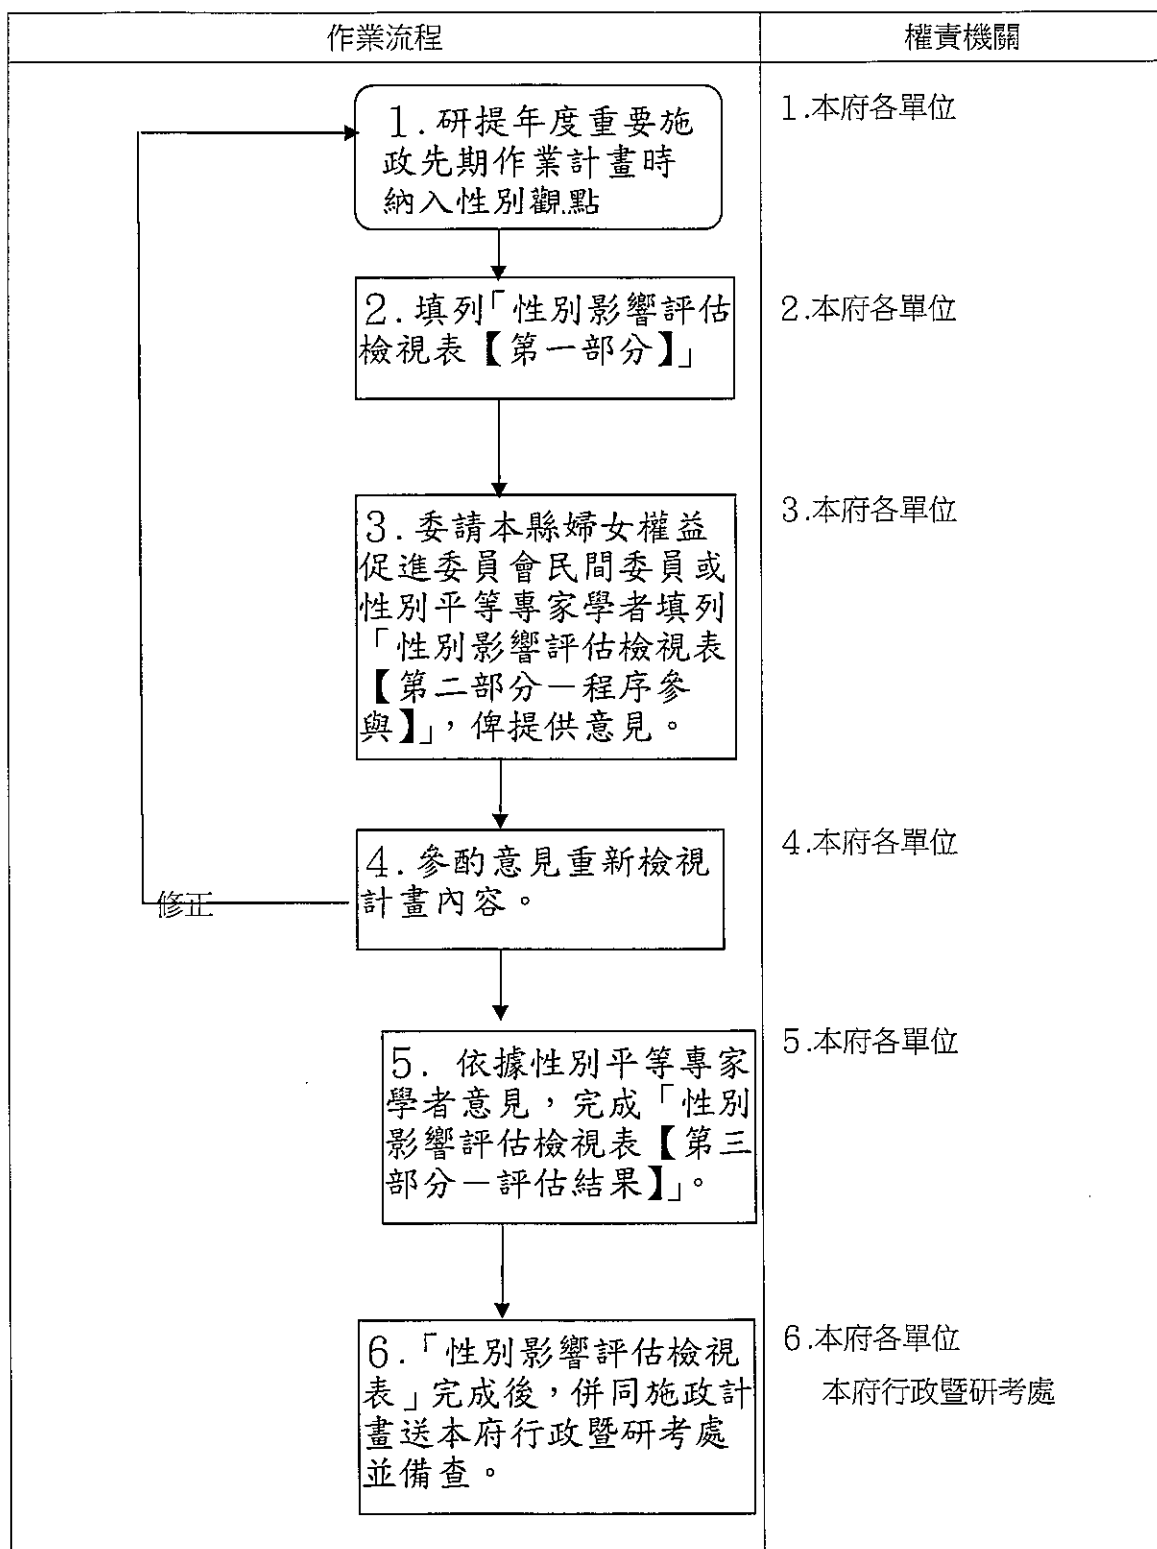 作業流程
權責機關
1.研提年度重要施
政先期作業計畫時
納入性別觀點
1.本府各單位
2.填列「性別影響評估
檢視表【第一部分】」
2.本府各單位
3.委請本縣婦女權益
促進委員會民間委員或
性別平等專家學者填列
「性別影響評估檢視表
【第二部分－程序參
與】」，俾提供意見。
3.本府各單位
4.參酌意見重新檢視
計畫內容。
修正
4.本府各單位
5. 依據性別平等專家
學者意見，完成「性別
影響評估檢視表【第三
部分－評估結果】」。
5.本府各單位
6.「性別影響評估檢視
表」完成後，併同施政計
畫送本府行政暨研考處
並備查。
6.本府各單位
本府行政暨研考處